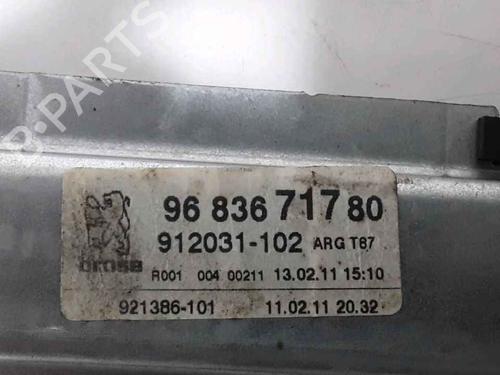 B-PARTS
96 836 717 80
912031-102 ARG T87
brose
R001 004 00211 13.02.11 15:10
921386-101 11.02.11 20.32